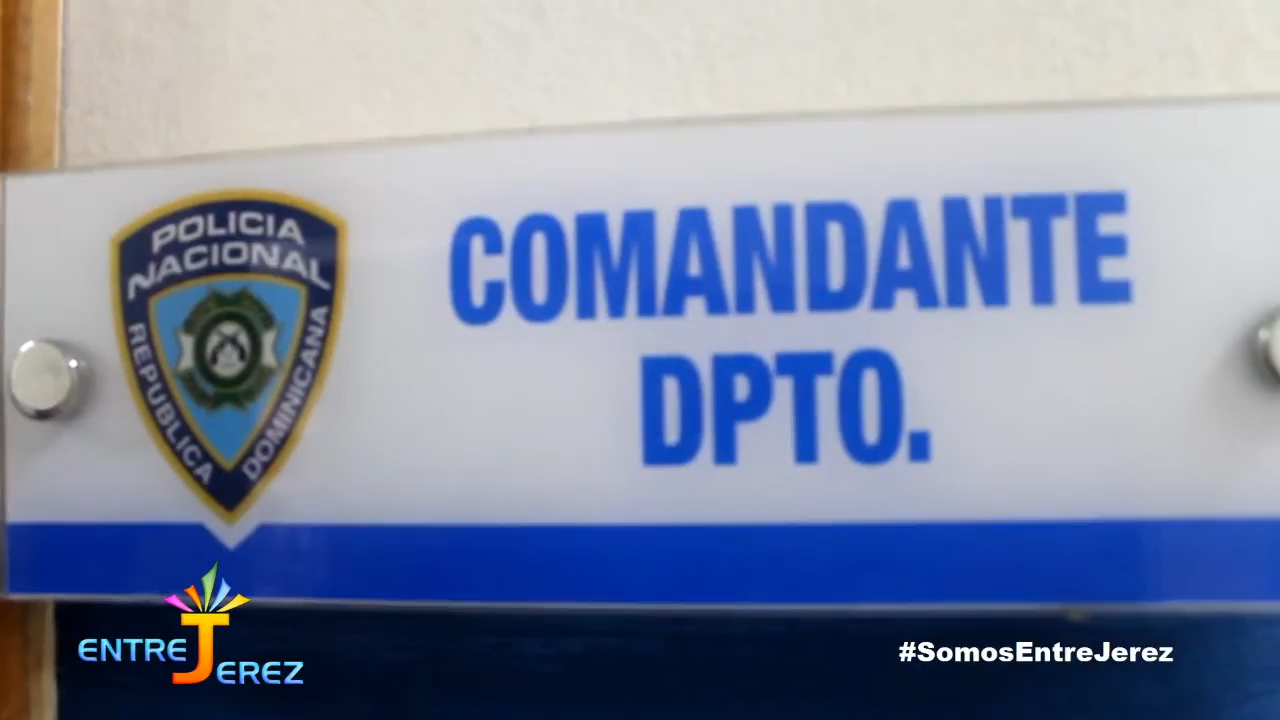 POLICIA
NACIONAL
REPUBLICA
DOMINICANA
COMANDANTE
DPTO.
ENTRE
JEREZ
#SomosEntreJerez